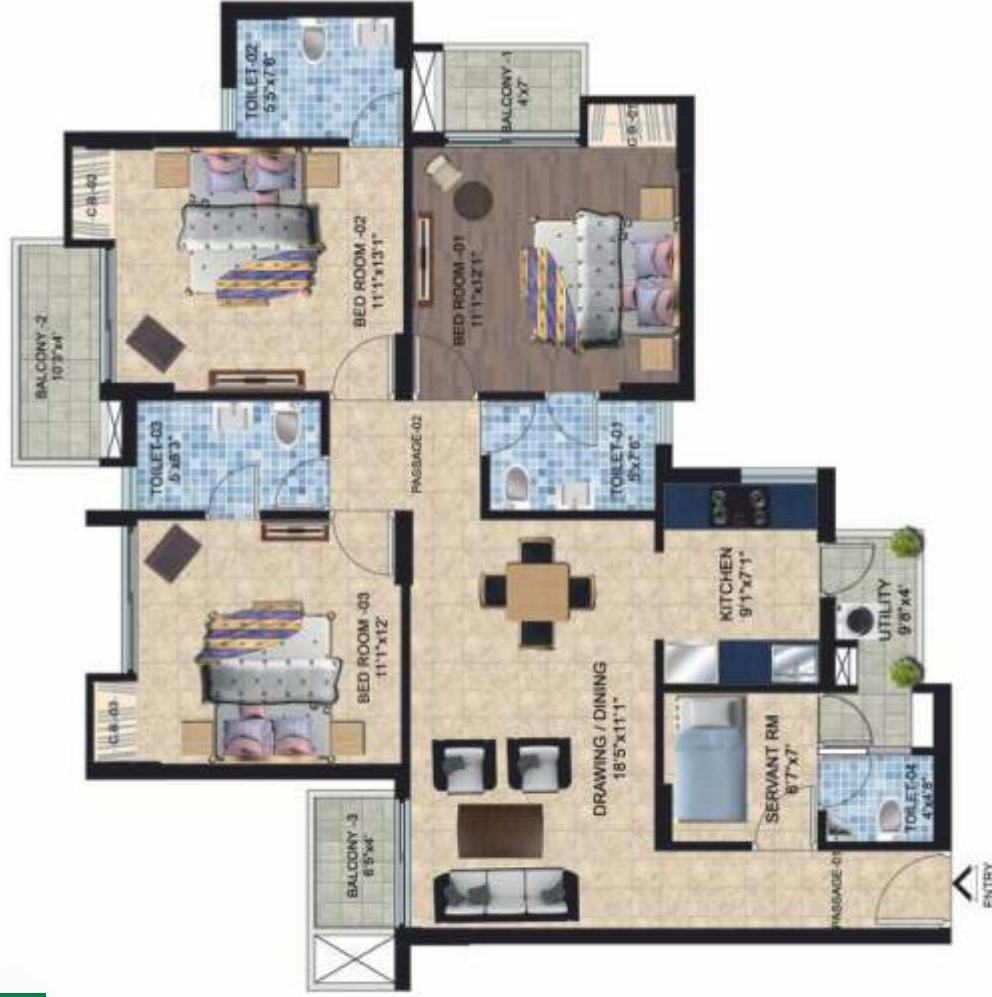 TOILET-02
5'5"x7'6"
BALCONY -1
4'x7'
C.B.-01
C.B.-02
BED ROOM -02
11'1"x13'1"
BED ROOM -01
11'1"x12'1"
BALCONY -2
10'3"x4'
TOILET-03
5'x8'3"
PASSAGE-02
TOILET-01
5'x7'6"
KITCHEN
9'1"x7'1"
UTILITY
9'8"x4'
BED ROOM -03
11'1"x12'
C.B.-03
DRAWING / DINING
18'5"x11'1"
SERVANT RM
6'7"x7'
TOILET-04
4'x4'8"
BALCONY -3
6'5"x4'
PASSAGE-01
ENTRY